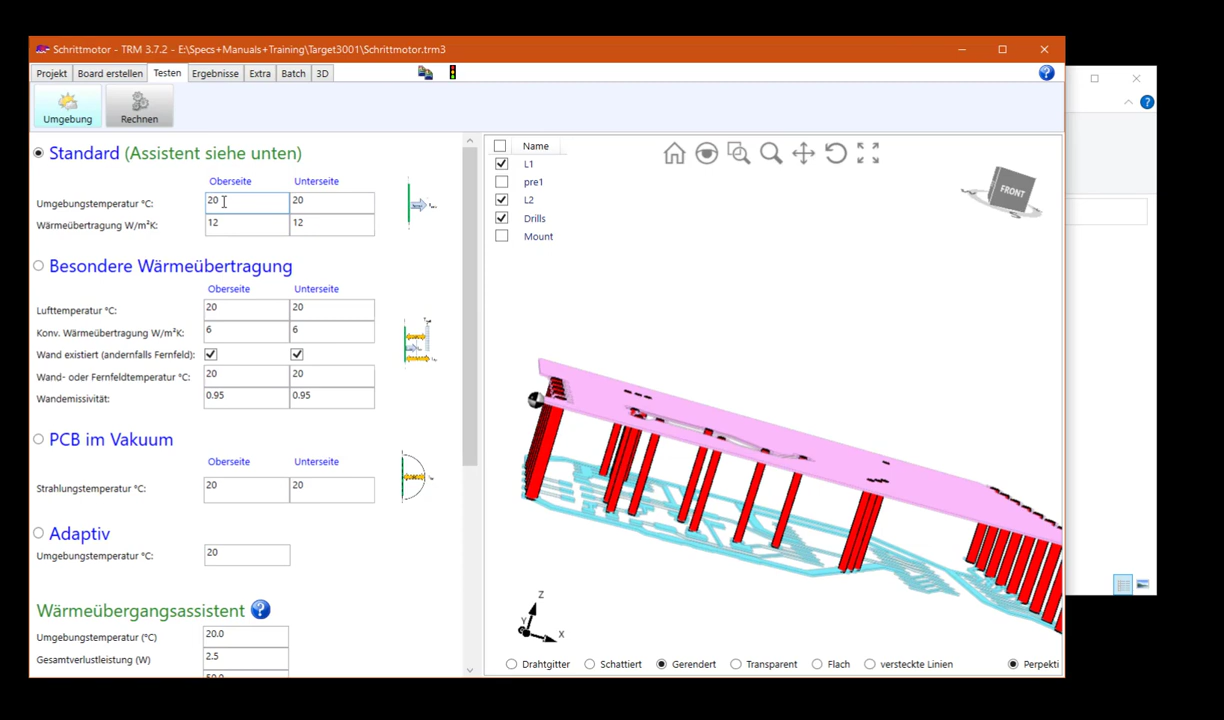 Schrittmotor - TRM 3.7.2 - E:\Specs+Manuals+Training\Target3001\Schrittmotor.trm3
Projekt Board erstellen Testen Ergebnisse Extra Batch 3D
Umgebung Rechnen
Standard (Assistent siehe unten)
Oberseite Unterseite
Umgebungstemperatur °C: 20 20
Wärmeübertragung W/m²K: 12 12
Besondere Wärmeübertragung
Oberseite Unterseite
Lufttemperatur °C: 20 20
Konv. Wärmeübertragung W/m²K: 6 6
Wand existiert (andernfalls Fernfeld):
Wand- oder Fernfeldtemperatur °C: 20 20
Wandemissivität: 0.95 0.95
PCB im Vakuum
Oberseite Unterseite
Strahlungstemperatur °C: 20 20
Adaptiv
Umgebungstemperatur °C: 20
Wärmeübergangsassistent
Umgebungstemperatur (°C) 20.0
Gesamtverlustleistung (W) 2.5
Name
L1
pre1
L2
Drills
Mount
FRONT
Z
Y
X
Drahtgitter Schattiert Gerendert Transparent Flach versteckte Linien Perpekti